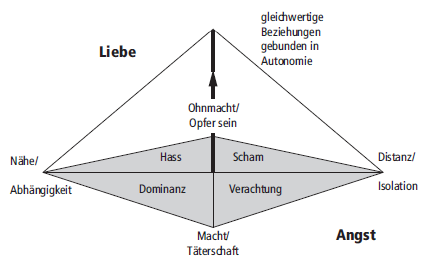 gleichwertige
Beziehungen
gebunden in
Autonomie
Liebe
Ohnmacht/
Opfer sein
Hass
Scham
Nähe/
Abhängigkeit
Distanz/
Isolation
Dominanz
Verachtung
Macht/
Täterschaft
Angst